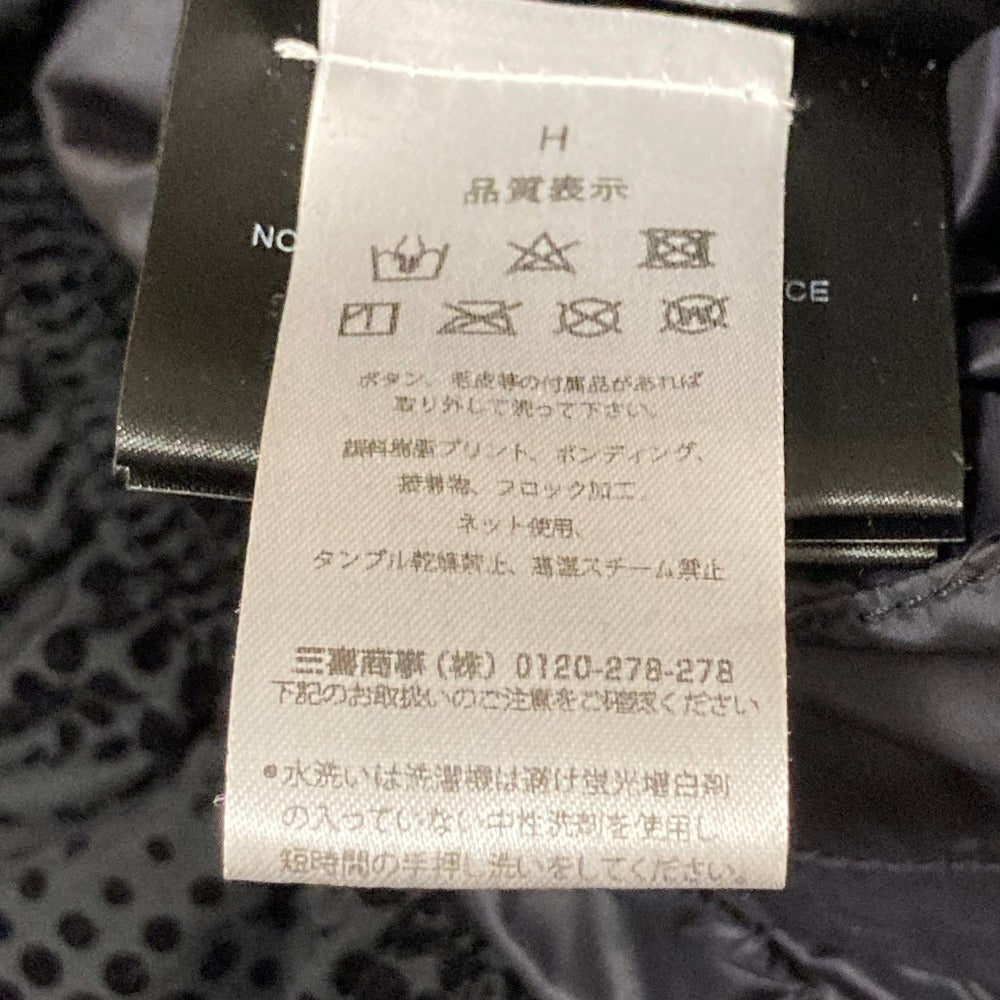 H
品質表示
NO
CE
ボタン、毛皮等の付属品があれば
取り外して洗って下さい。
顔料樹脂プリント、ボンディング、
接着芯、フロック加工、
ネット使用、
タンブル乾燥禁止、高温スチーム禁止
商事(株) 0120-278-278
下記のお取扱いのご注意をご確認ください
●水洗いは洗濯機は避け蛍光増白剤
の入っていない中性洗剤を使用し
短時間の手押し洗いをしてください。